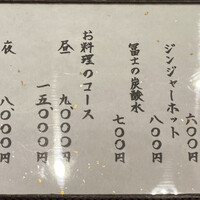 六〇〇円
ジンジャーホット
八〇〇円
冨士の炭酸水
七〇〇円
お料理のコース
昼 九〇〇〇円
一五、〇〇〇円
夜 八、〇〇〇円